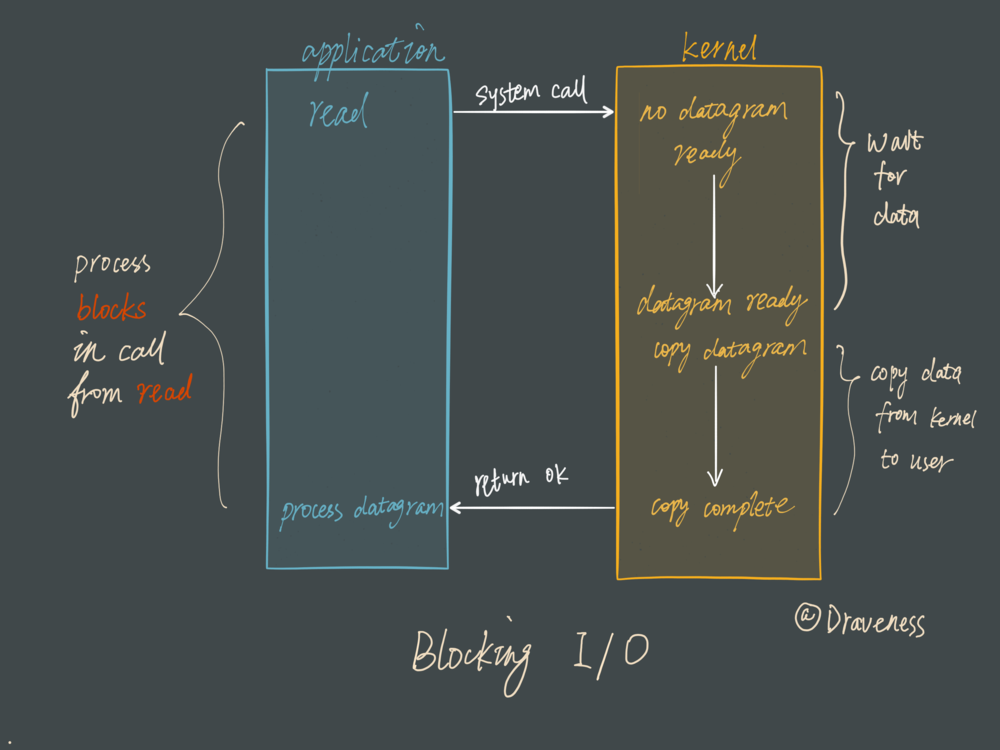 application
kernel
read
system call
no datagram
ready
wait
for
data
process
blocks
in call
from read
datagram ready
copy datagram
copy data
from kernel
to user
return ok
process datagram
copy complete
@Draveness
Blocking I/O